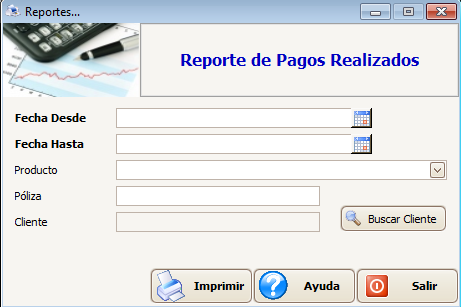 Reportes...
Reporte de Pagos Realizados
Fecha Desde
Fecha Hasta
Producto
Póliza
Cliente
Buscar Cliente
Imprimir
Ayuda
Salir